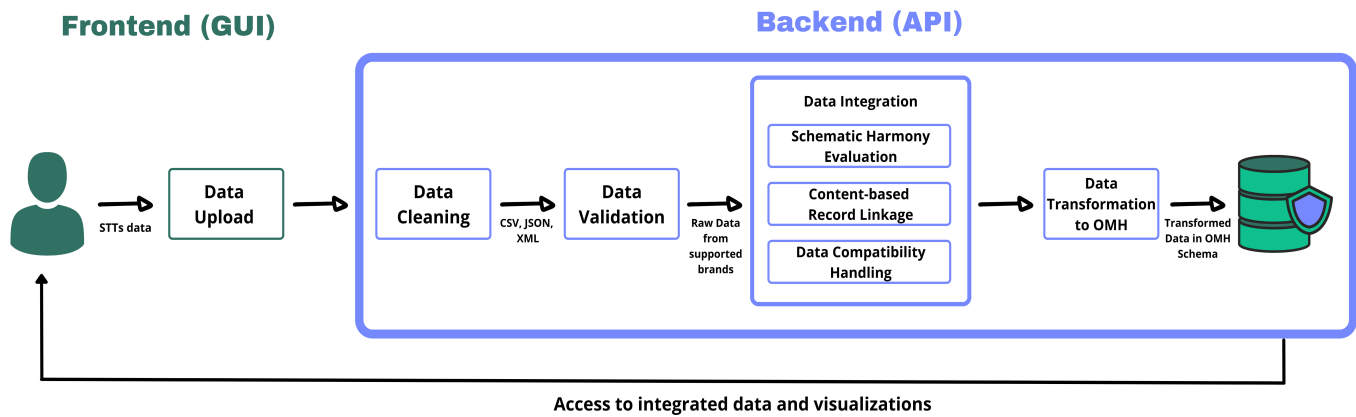 Frontend (GUI)
Backend (API)
STTs data
Data
Upload
Data
Cleaning
CSV, JSON,
XML
Data
Validation
Raw Data
from
supported
brands
Data Integration
Schematic Harmony
Evaluation
Content-based
Record Linkage
Data Compatibility
Handling
Data
Transformation
to OMH
Transformed
Data in OMH
Schema
Access to integrated data and visualizations